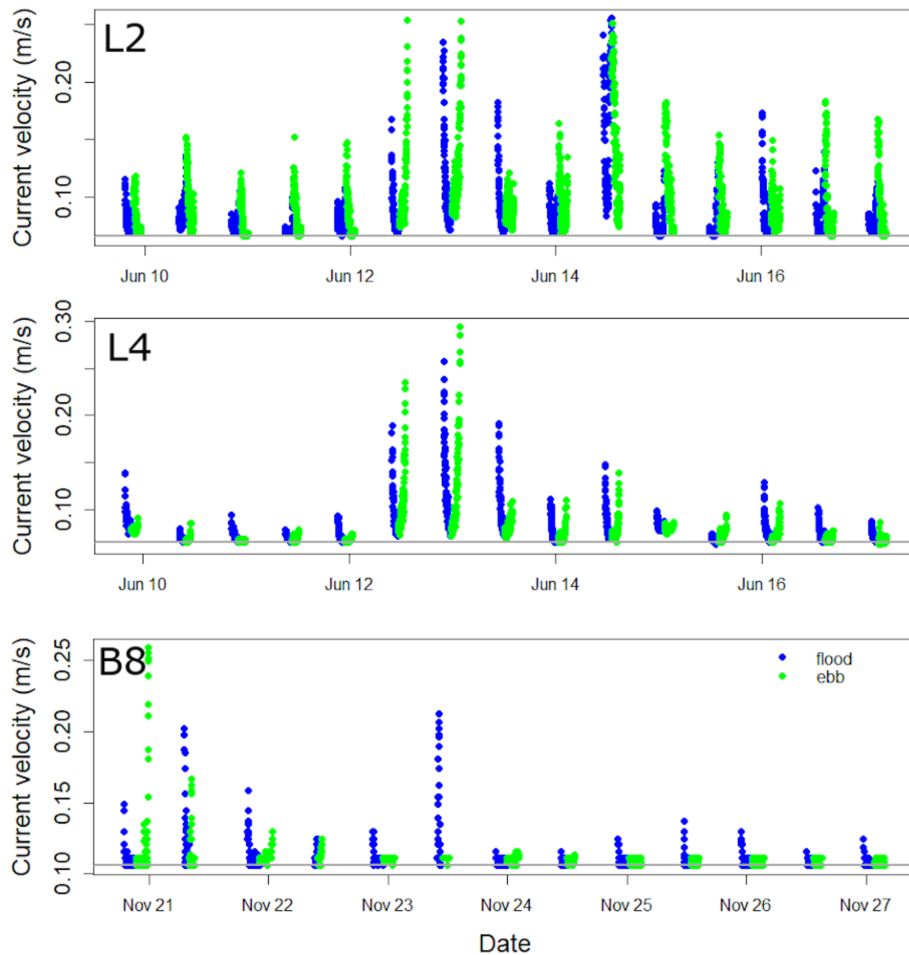 L2
Current velocity (m/s)
0.10
0.20
Jun 10
Jun 12
Jun 14
Jun 16
L4
Current velocity (m/s)
0.10
0.20
0.30
Jun 10
Jun 12
Jun 14
Jun 16
B8
Current velocity (m/s)
0.10
0.15
0.20
0.25
flood
ebb
Nov 21
Nov 22
Nov 23
Nov 24
Nov 25
Nov 26
Nov 27
Date